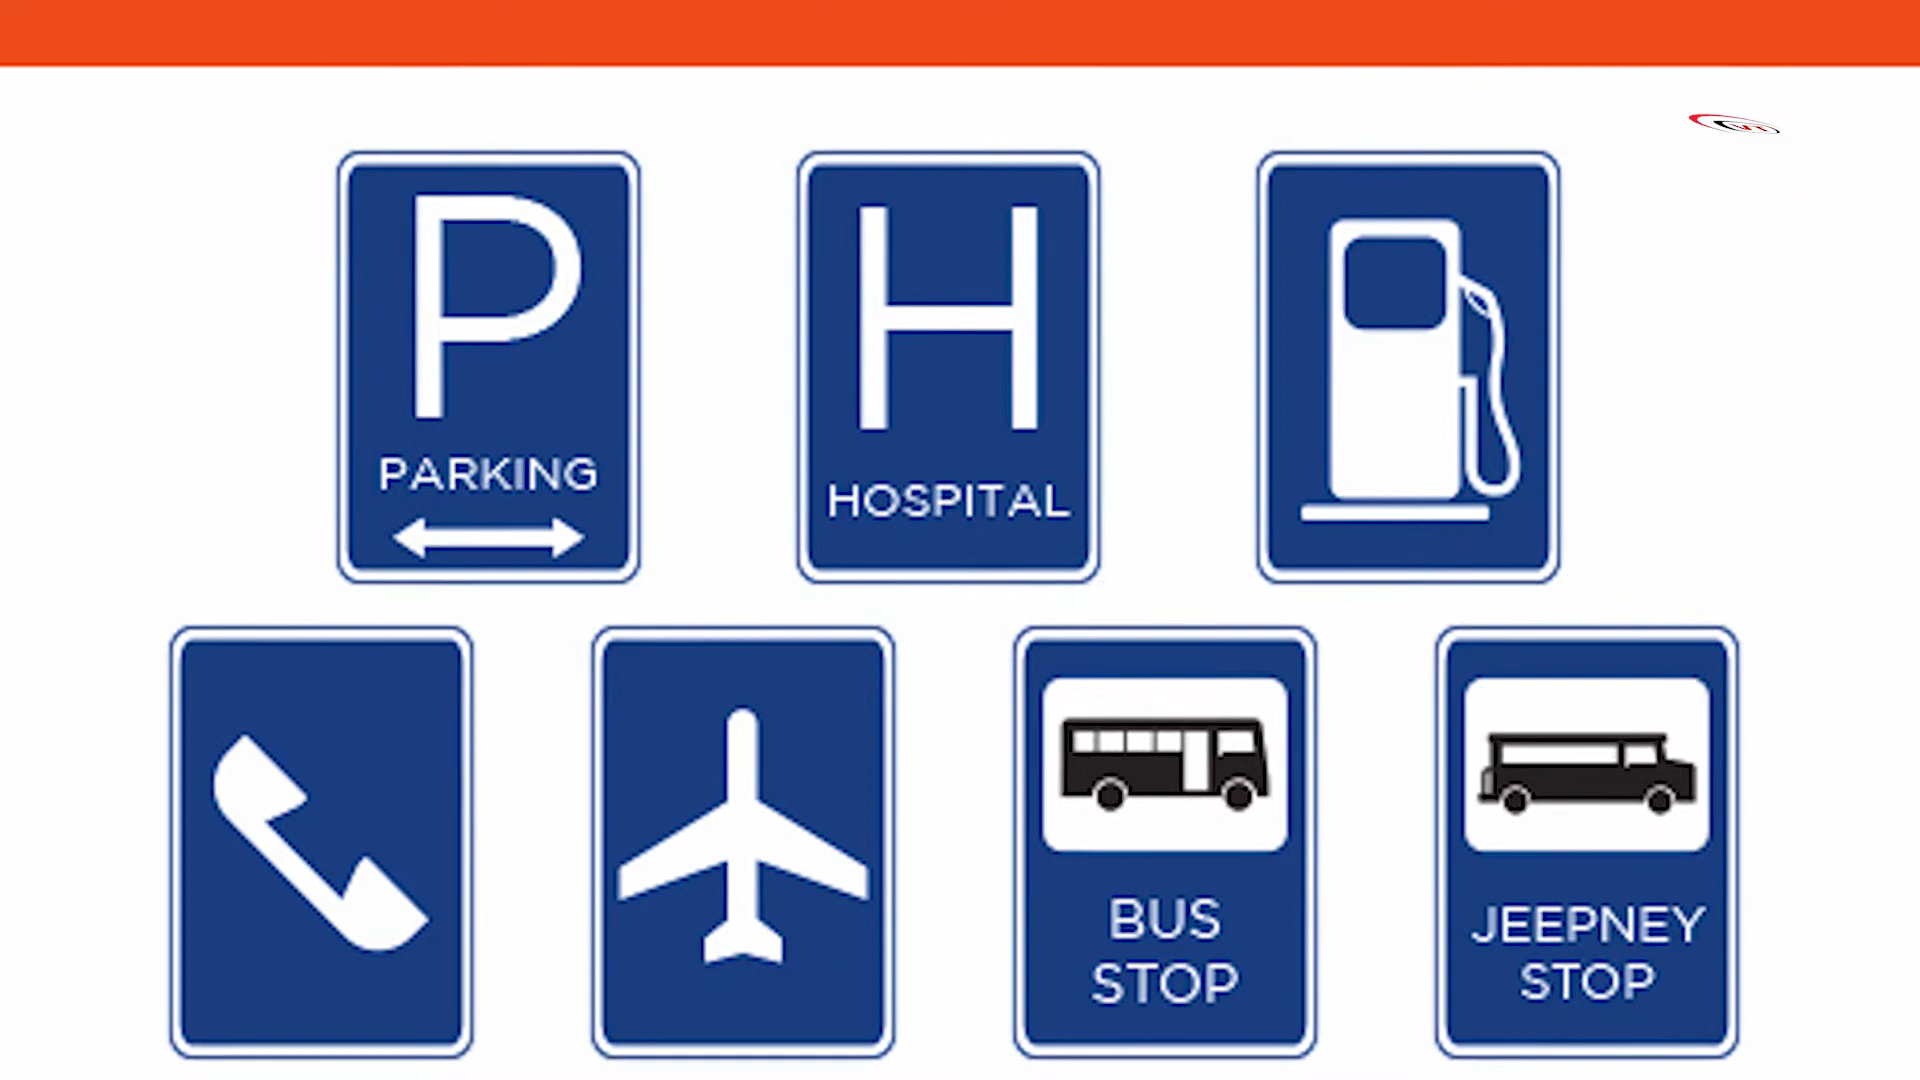 P
PARKING
H
HOSPITAL
BUS
STOP
JEEPNEY
STOP